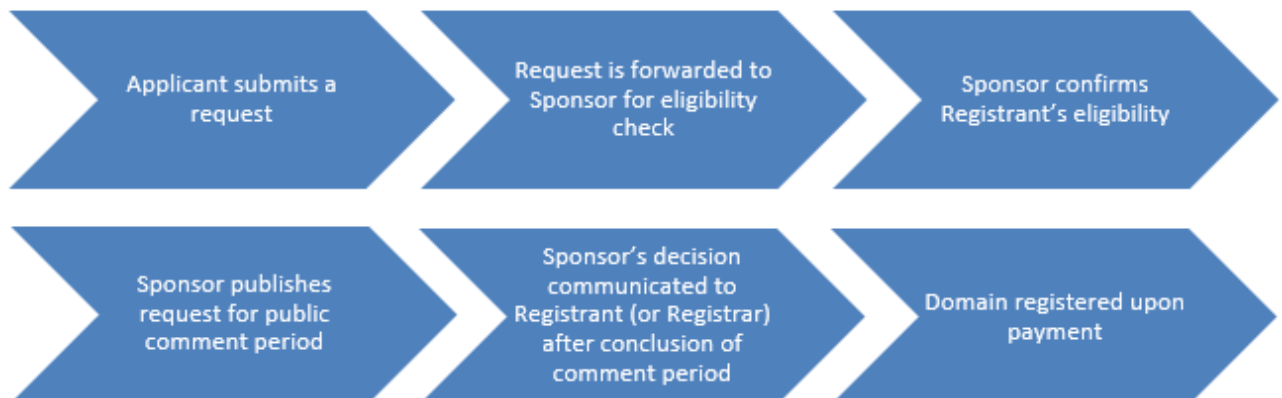 Applicant submits a
request
Request is forwarded to
Sponsor for eligibility
check
Sponsor confirms
Registrant's eligibility
Sponsor publishes
request for public
comment period
Sponsor's decision
communicated to
Registrant (or Registrar)
after conclusion of
comment period
Domain registered upon
payment